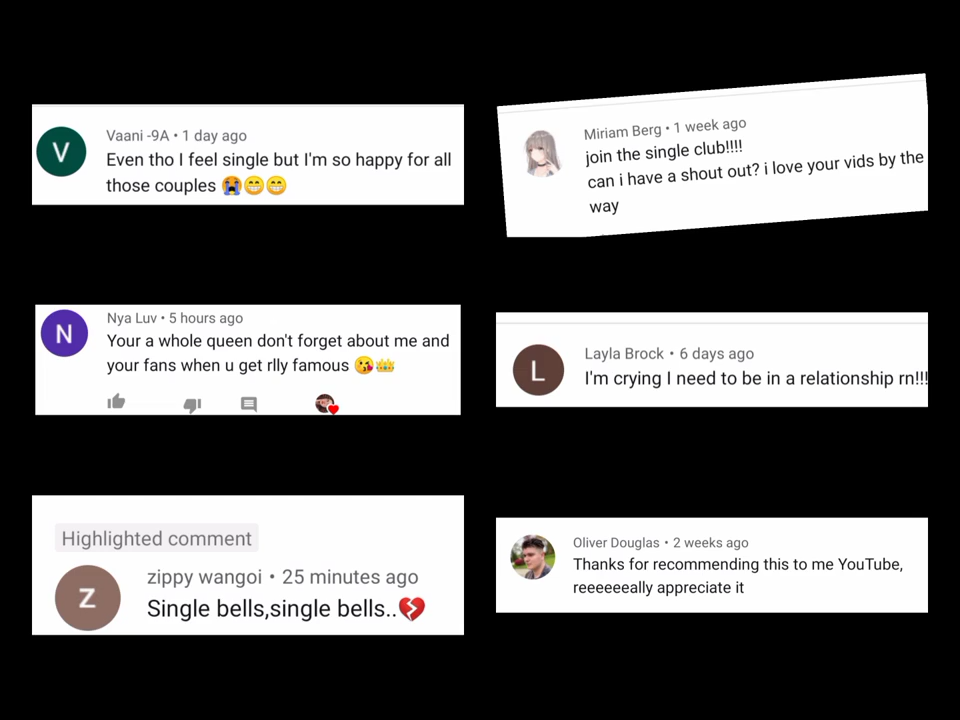 Vaani -9A • 1 day ago
Even tho I feel single but I'm so happy for all
those couples 😭😁😁
Miriam Berg • 1 week ago
join the single club!!!!
can i have a shout out? i love your vids by the
way
Nya Luv • 5 hours ago
Your a whole queen don't forget about me and
your fans when u get rlly famous 😘👑
Layla Brock • 6 days ago
I'm crying I need to be in a relationship rn!!!
Highlighted comment
zippy wangoi • 25 minutes ago
Single bells,single bells..💔
Oliver Douglas • 2 weeks ago
Thanks for recommending this to me YouTube,
reeeeeeally appreciate it
V
N
L
z